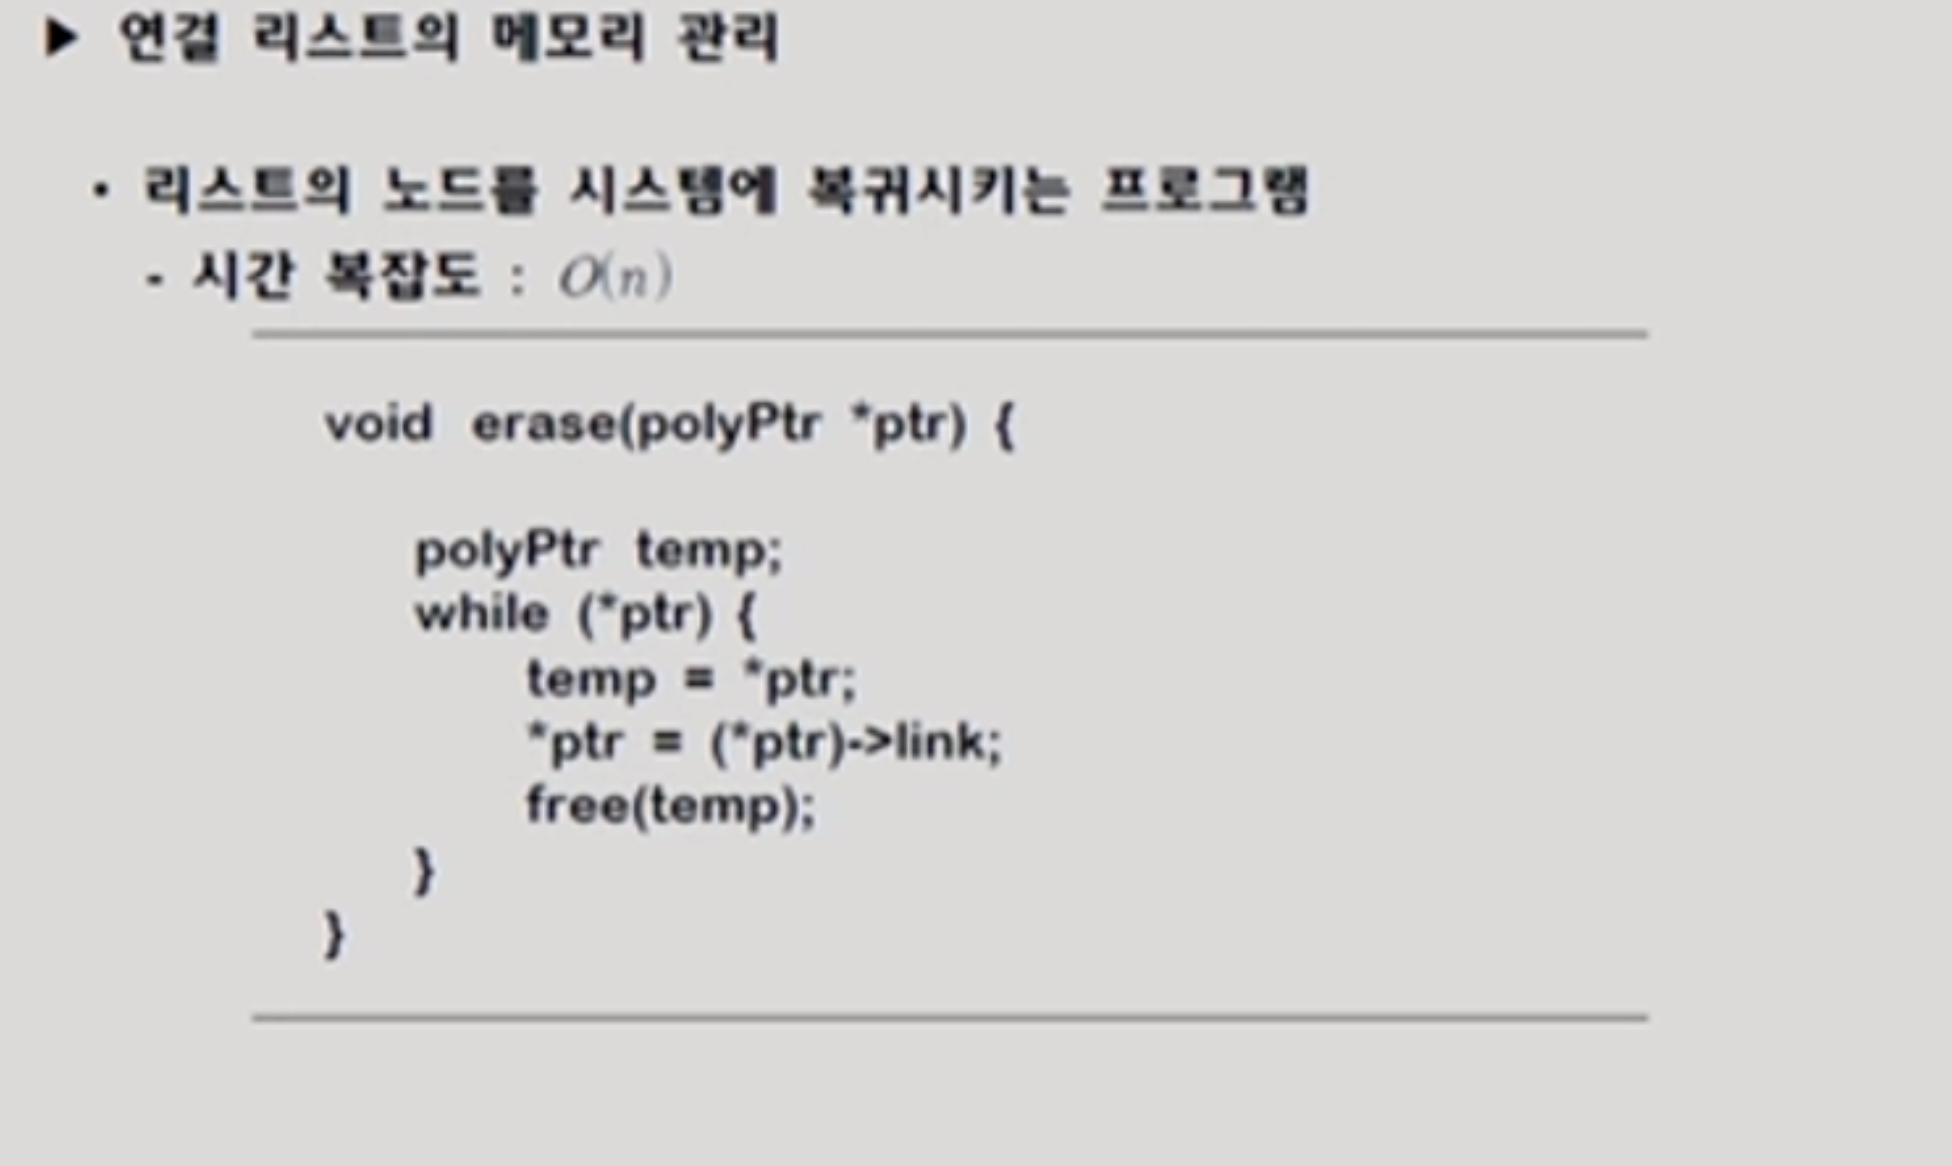 ▶ 연결 리스트의 메모리 관리
• 리스트의 노드를 시스템에 복귀시키는 프로그램
- 시간 복잡도 : O(n)
void erase(polyPtr *ptr) {
polyPtr temp;
while (*ptr) {
temp = *ptr;
*ptr = (*ptr)->link;
free(temp);
}
}